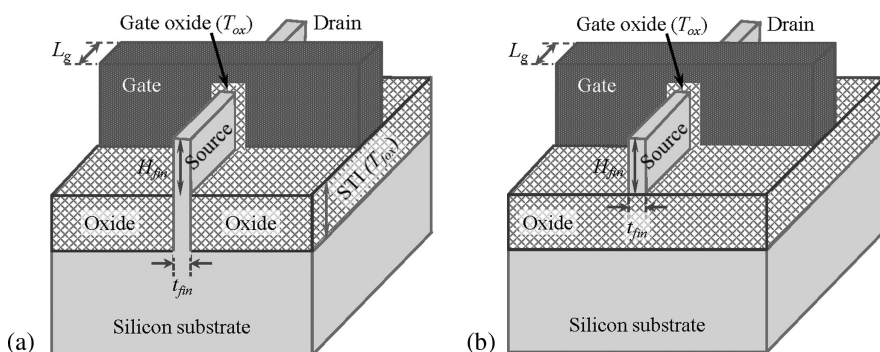 Gate oxide (Tox)
Drain
Lg
Gate
Source
Hfin
STI (Tfox)
Oxide
Oxide
tfin
Silicon substrate
(a)
Gate oxide (Tox)
Drain
Lg
Gate
Source
Hfin
Oxide
tfin
Silicon substrate
(b)